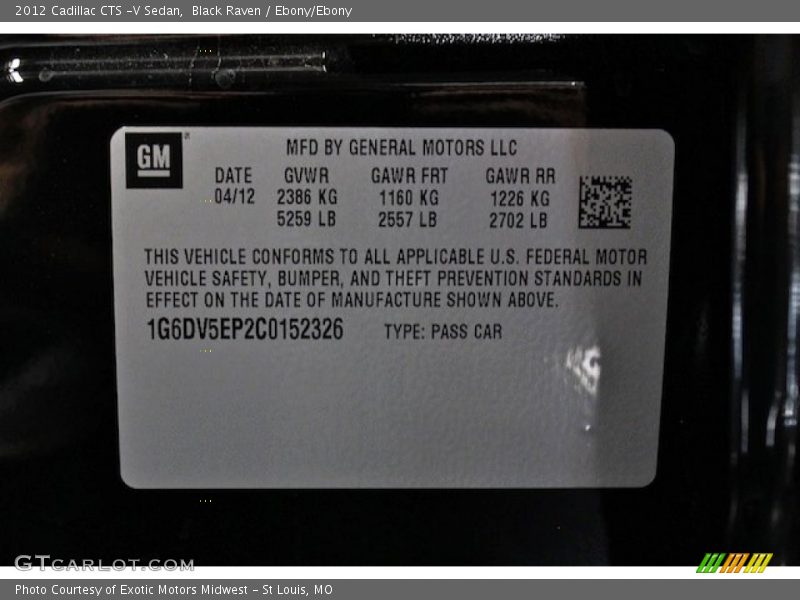 2012 Cadillac CTS -V Sedan, Black Raven / Ebony/Ebony
GM
MFD BY GENERAL MOTORS LLC
DATE GVWR GAWR FRT GAWR RR
04/12 2386 KG 1160 KG 1226 KG
5259 LB 2557 LB 2702 LB
THIS VEHICLE CONFORMS TO ALL APPLICABLE U.S. FEDERAL MOTOR
VEHICLE SAFETY, BUMPER, AND THEFT PREVENTION STANDARDS IN
EFFECT ON THE DATE OF MANUFACTURE SHOWN ABOVE.
1G6DV5EP2C0152326 TYPE: PASS CAR
GTCARLOT.COM
Photo Courtesy of Exotic Motors Midwest - St Louis, MO